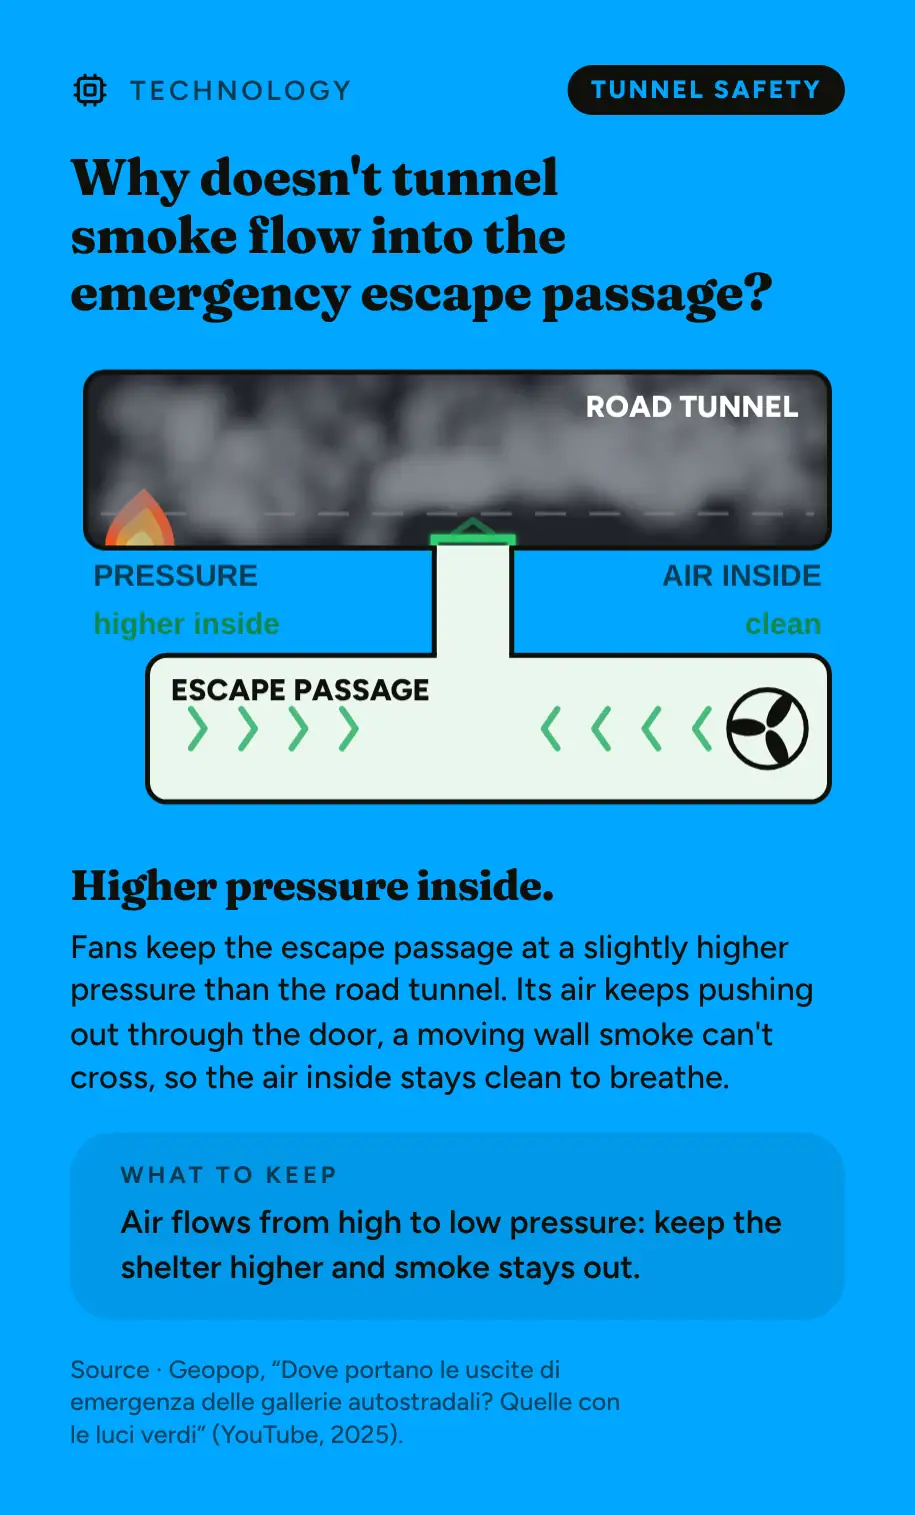 TECHNOLOGY
TUNNEL SAFETY
Why doesn't tunnel
smoke flow into the
emergency escape passage?
ROAD TUNNEL
PRESSURE
higher inside
AIR INSIDE
clean
ESCAPE PASSAGE
Higher pressure inside.
Fans keep the escape passage at a slightly higher
pressure than the road tunnel. Its air keeps pushing
out through the door, a moving wall smoke can't
cross, so the air inside stays clean to breathe.
WHAT TO KEEP
Air flows from high to low pressure: keep the
shelter higher and smoke stays out.
Source · Geopop, “Dove portano le uscite di
emergenza delle gallerie autostradali? Quelle con
le luci verdi” (YouTube, 2025).